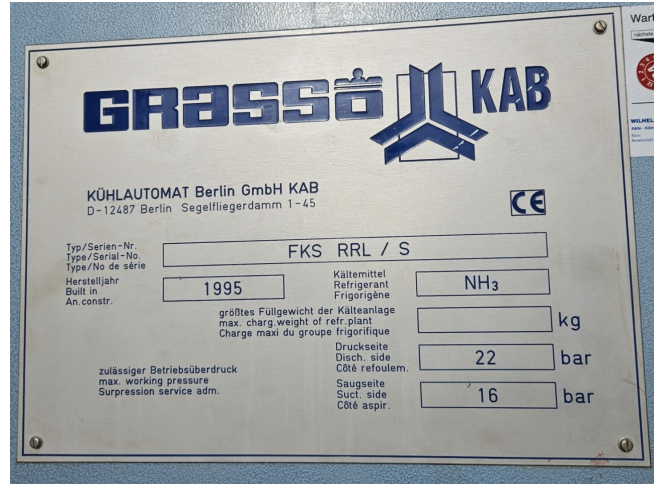 GRASSO KAB
KÜHLAUTOMAT Berlin GmbH KAB
D-12487 Berlin Segelfliegerdamm 1-45
CE
Typ/Serien-Nr.
Type/Serial-No.
Type/No de série
FKS RRL / S
Herstelljahr
Built in
An.constr.
1995
Kältemittel
Refrigerant
Frigorigène
NH₃
größtes Füllgewicht der Kälteanlage
max. charg.weight of refr.plant
Charge maxi du groupe frigorifique
kg
zulässiger Betriebsüberdruck
max. working pressure
Surpression service adm.
Druckseite
Disch. side
Côté refoulem.
22 bar
Saugseite
Suct. side
Côté aspir.
16 bar
Wart
nächste
WILHEL